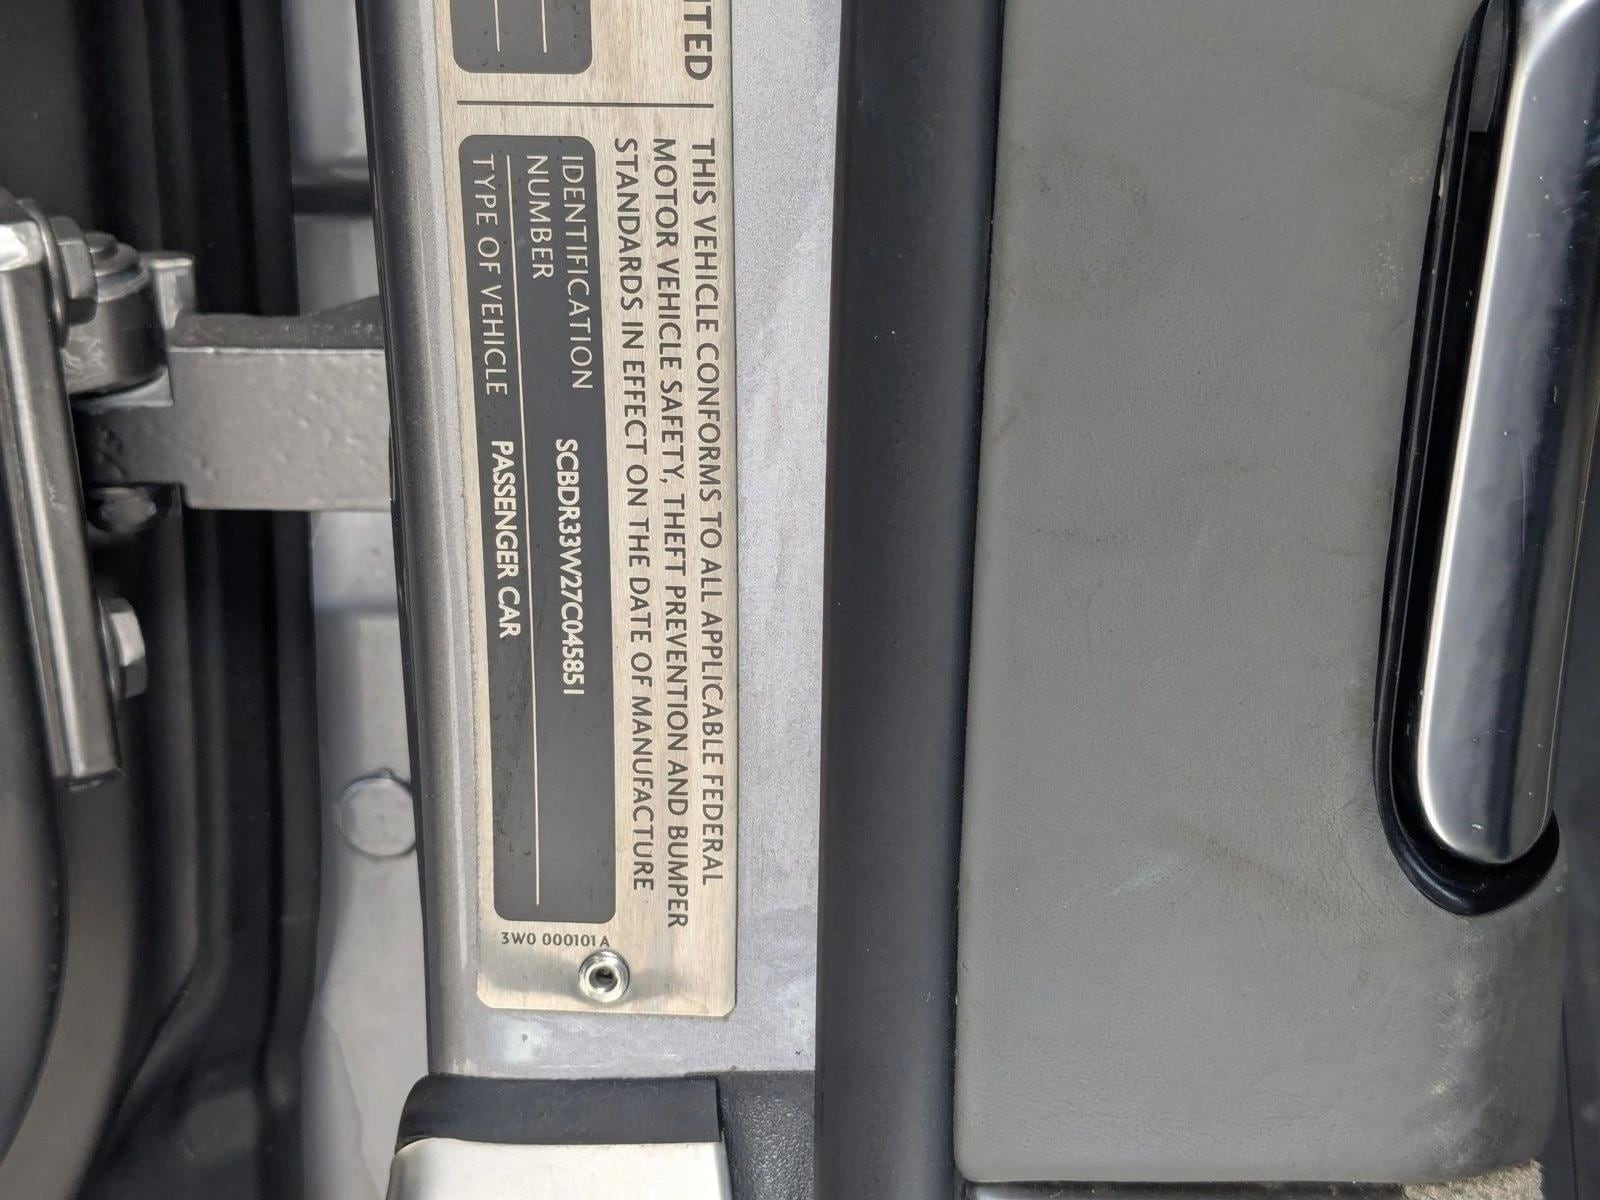 ITED
THIS VEHICLE CONFORMS TO ALL APPLICABLE FEDERAL
MOTOR VEHICLE SAFETY, THEFT PREVENTION AND BUMPER
STANDARDS IN EFFECT ON THE DATE OF MANUFACTURE
IDENTIFICATION
NUMBER SCBDR33W27C045851
TYPE OF VEHICLE PASSENGER CAR
3W0 000101 A